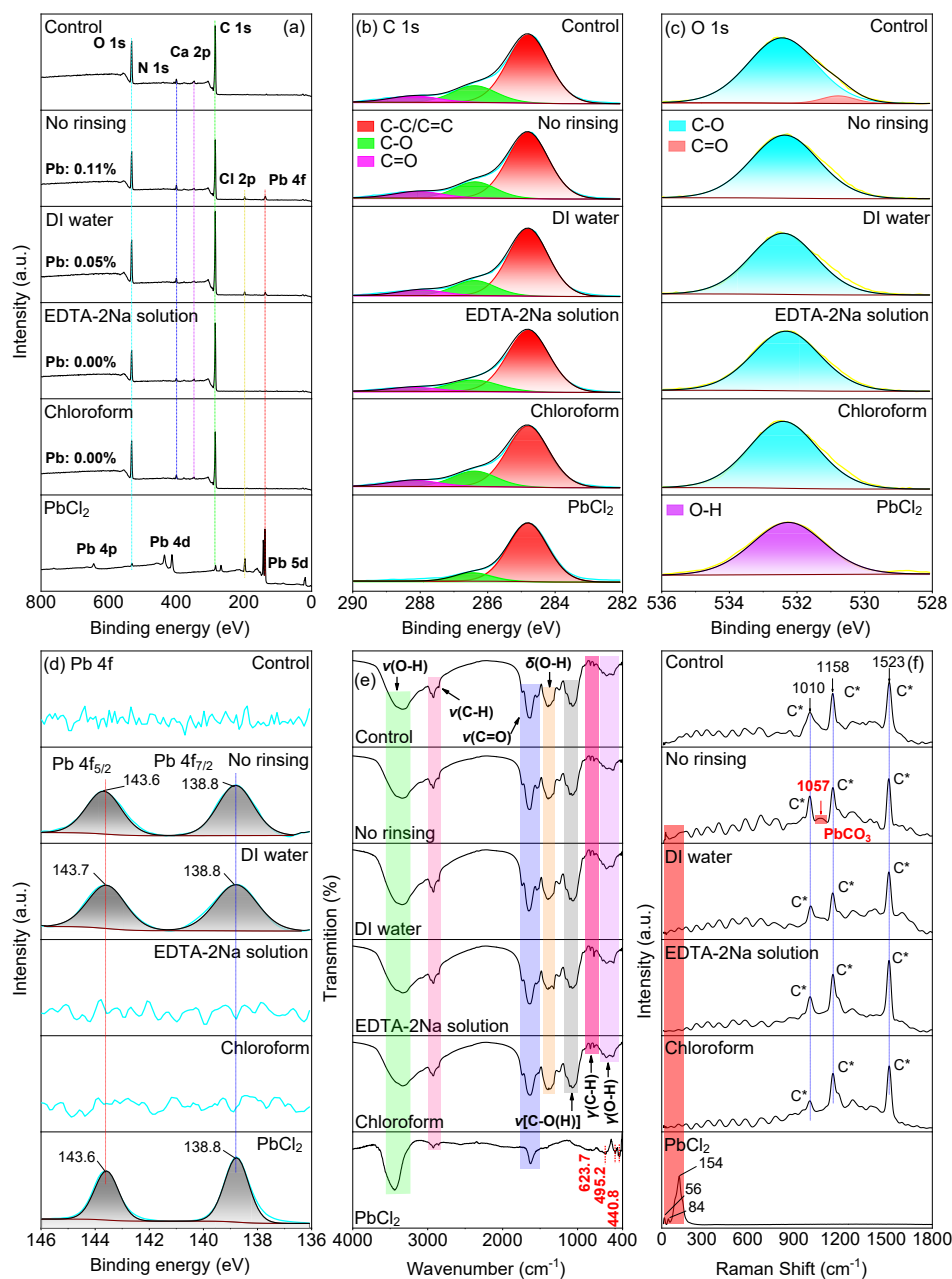 Control
(a)
C 1s
O 1s
N 1s
Ca 2p
No rinsing
Pb: 0.11%
Cl 2p
Pb 4f
DI water
Pb: 0.05%
EDTA-2Na solution
Pb: 0.00%
Chloroform
Pb: 0.00%
PbCl₂
Pb 4p
Pb 4d
Pb 5d
800 600 400 200 0
Binding energy (eV)
Intensity (a.u.)
(b) C 1s
Control
C-C/C=C
C-O
C=O
No rinsing
DI water
EDTA-2Na solution
Chloroform
PbCl₂
290 288 286 284 282
Binding energy (eV)
(c) O 1s
Control
C-O
C=O
No rinsing
DI water
EDTA-2Na solution
Chloroform
O-H
PbCl₂
536 534 532 530 528
Binding energy (eV)
(d) Pb 4f
Control
Pb 4f₅/₂
Pb 4f₇/₂
No rinsing
143.6
138.8
DI water
143.7
138.8
EDTA-2Na solution
Chloroform
PbCl₂
143.6
138.8
146 144 142 140 138 136
Binding energy (eV)
Intensity (a.u.)
(e)
ν(O-H)
δ(O-H)
ν(C-H)
ν(C=O)
Control
No rinsing
DI water
EDTA-2Na solution
Chloroform
ν[C-O(H)]
γ(C-H)
γ(O-H)
623.7
495.2
440.8
PbCl₂
4000 3000 2000 1000 400
Wavenumber (cm⁻¹)
Transmition (%)
Control
1523
(f)
1158
1010
C*
C*
C*
No rinsing
1057
C*
C*
C*
PbCO₃
DI water
C*
C*
C*
EDTA-2Na solution
C*
C*
C*
Chloroform
C*
C*
C*
PbCl₂
154
56
84
0 300 600 900 1200 1500 1800
Raman Shift (cm⁻¹)
Intensity (a.u.)